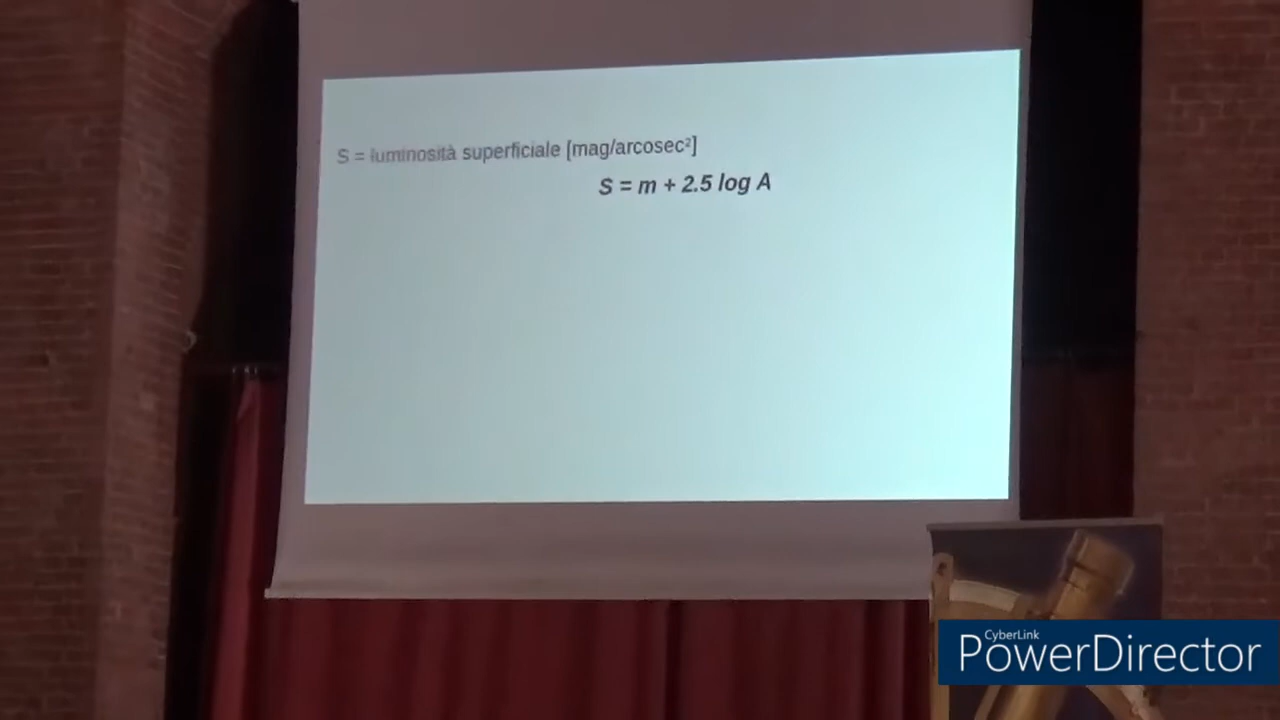 S = luminosità superficiale [mag/arcosec²]
S = m + 2.5 log A
CyberLink
PowerDirector